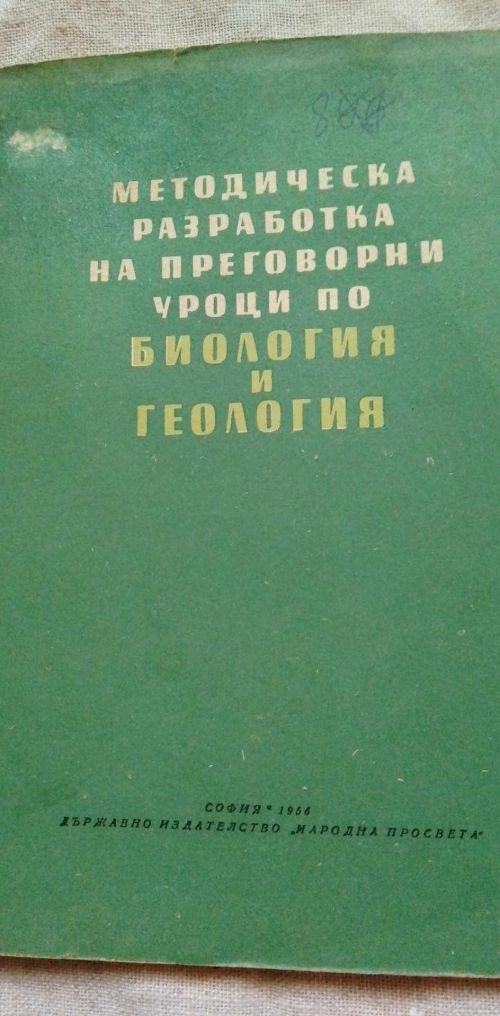 МЕТОДИЧЕСКА
РАЗРАБОТКА
НА ПРЕГОВОРНИ
УРОЦИ ПО
БИОЛОГИЯ
И
ГЕОЛОГИЯ
СОФИЯ * 1956
ДЪРЖАВНО ИЗДАТЕЛСТВО „НАРОДНА ПРОСВЕТА“